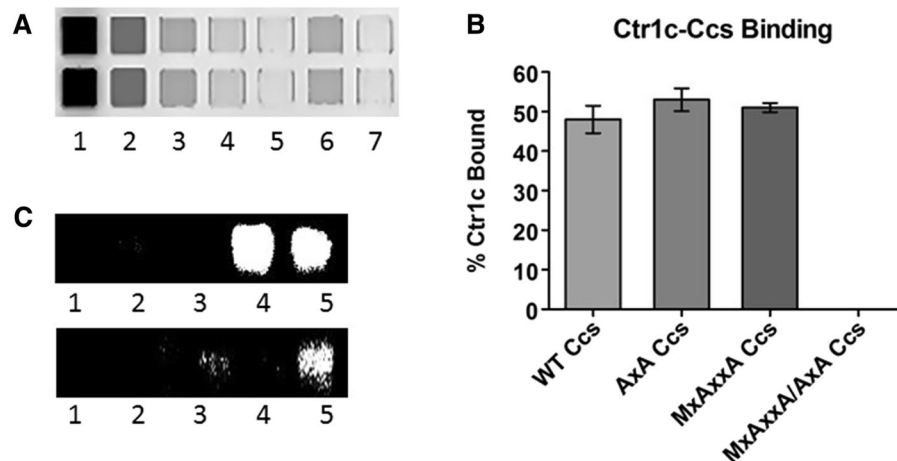 A
1 2 3 4 5 6 7
B
Ctr1c-Ccs Binding
% Ctr1c Bound
60
50
40
30
20
10
0
WT Ccs
AxA Ccs
MxAxxA Ccs
MxAxxA/AxA Ccs
C
1 2 3 4 5
1 2 3 4 5